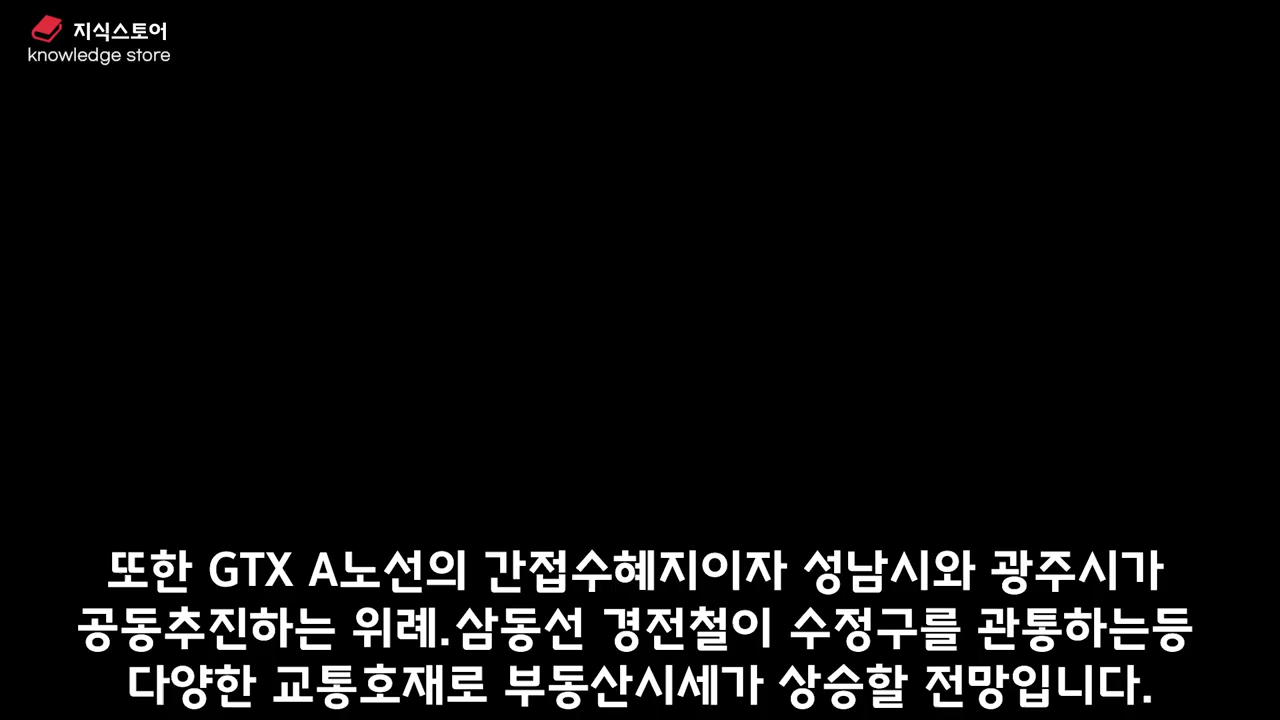 지식스토어
knowledge store
또한 GTX A노선의 간접수혜지이자 성남시와 광주시가
공동추진하는 위례.삼동선 경전철이 수정구를 관통하는등
다양한 교통호재로 부동산시세가 상승할 전망입니다.